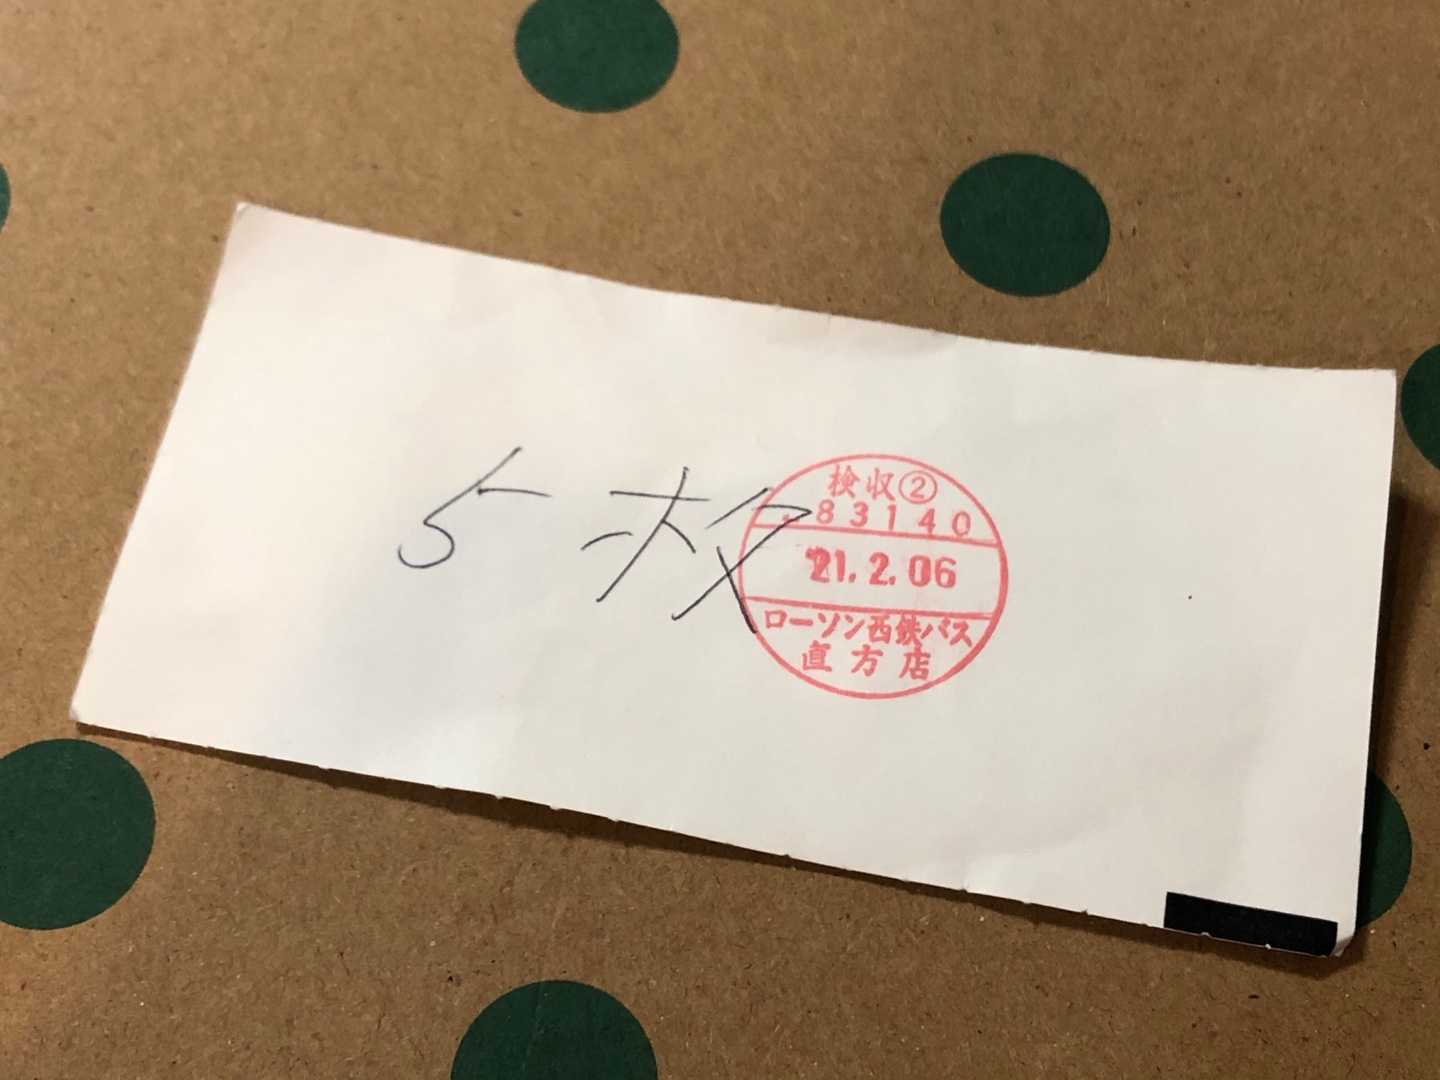 5枚
検収②
83140
'21.2.06
ローソン西鉄バス
直方店